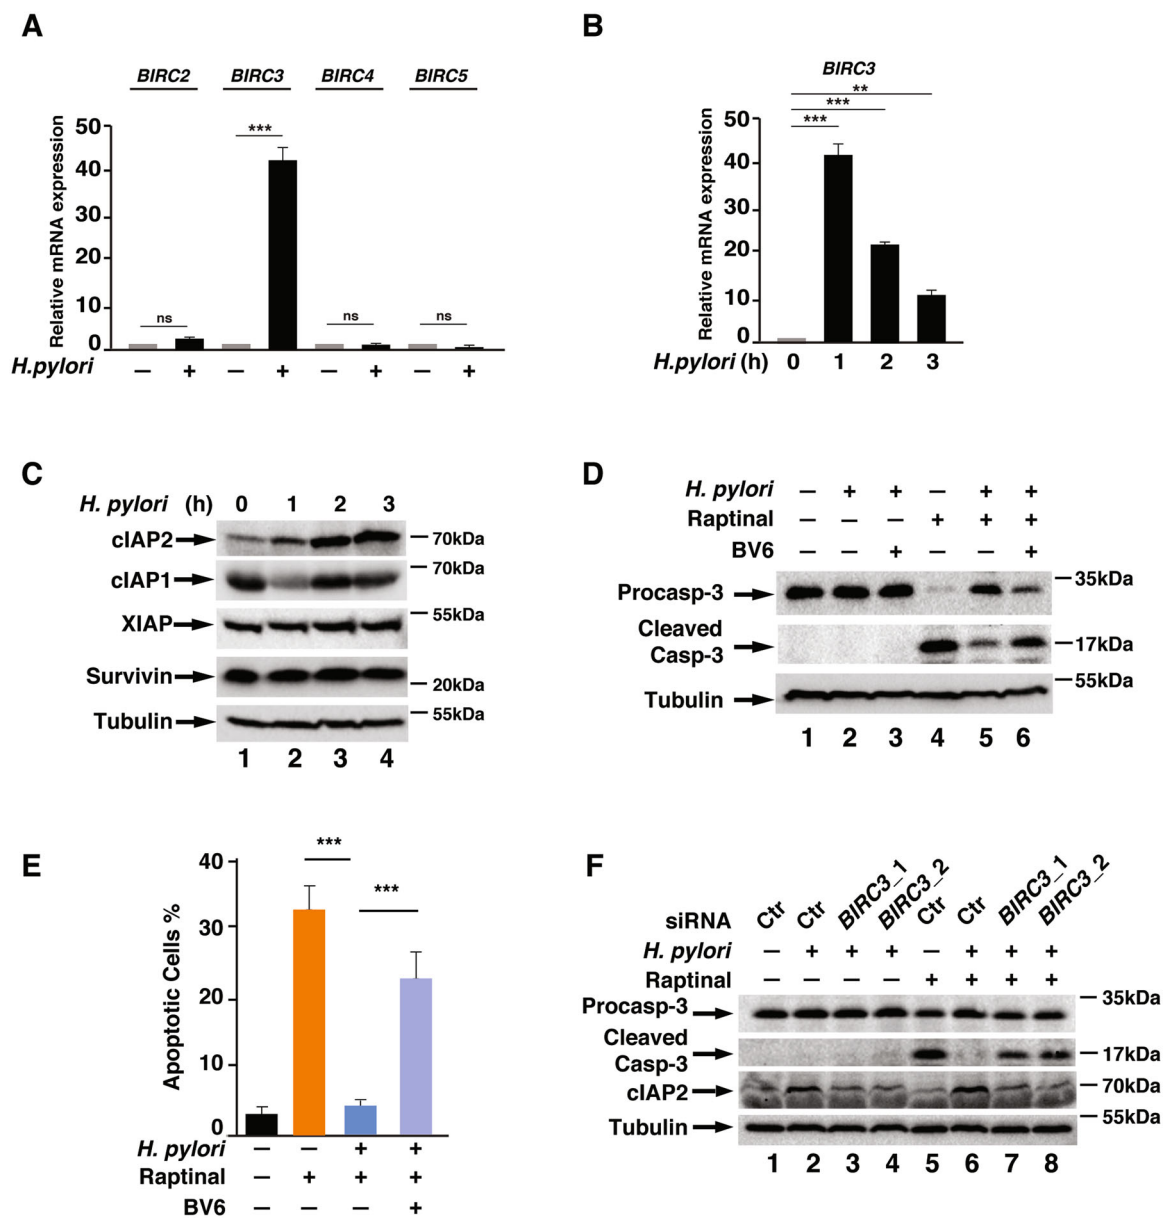 A
BIRC2 BIRC3 BIRC4 BIRC5
Relative mRNA expression
50
40
30
20
10
0
ns *** ns ns
H.pylori — + — + — + — +
B
BIRC3
**
***
***
Relative mRNA expression
50
40
30
20
10
0
H.pylori (h) 0 1 2 3
C
H. pylori (h) 0 1 2 3
cIAP2 70kDa
cIAP1 70kDa
XIAP 55kDa
Survivin 20kDa
Tubulin 55kDa
1 2 3 4
D
H. pylori — + + — + +
Raptinal — — — + + +
BV6 — — + — — +
Procasp-3 35kDa
Cleaved
Casp-3 17kDa
Tubulin 55kDa
1 2 3 4 5 6
E
Apoptotic Cells %
40
30
20
10
0
***
***
H. pylori — — + +
Raptinal — + + +
BV6 — — — +
F
siRNA Ctr Ctr BIRC3_1 BIRC3_2 Ctr Ctr BIRC3_1 BIRC3_2
H. pylori — + + + — + + +
Raptinal — — — — + + + +
Procasp-3 35kDa
Cleaved
Casp-3 17kDa
cIAP2 70kDa
Tubulin 55kDa
1 2 3 4 5 6 7 8